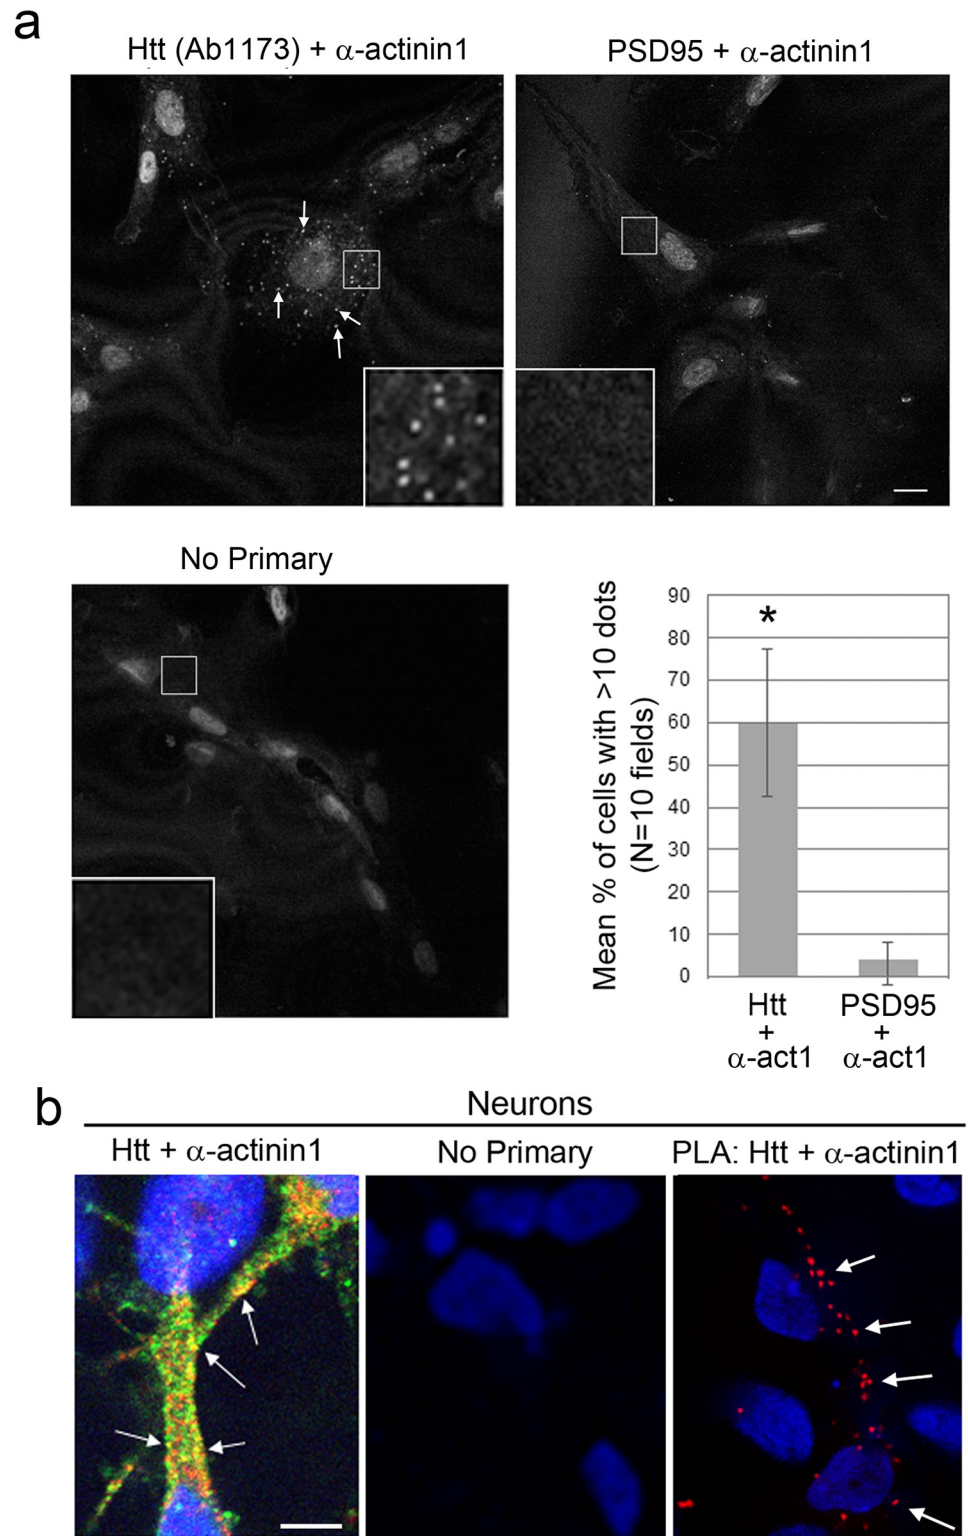 a
Htt (Ab1173) + α-actinin1
PSD95 + α-actinin1
No Primary
Mean % of cells with >10 dots
(N=10 fields)
90
80
70
60
50
40
30
20
10
0
*
Htt
+
α-act1
PSD95
+
α-act1
b
Neurons
Htt + α-actinin1
No Primary
PLA: Htt + α-actinin1